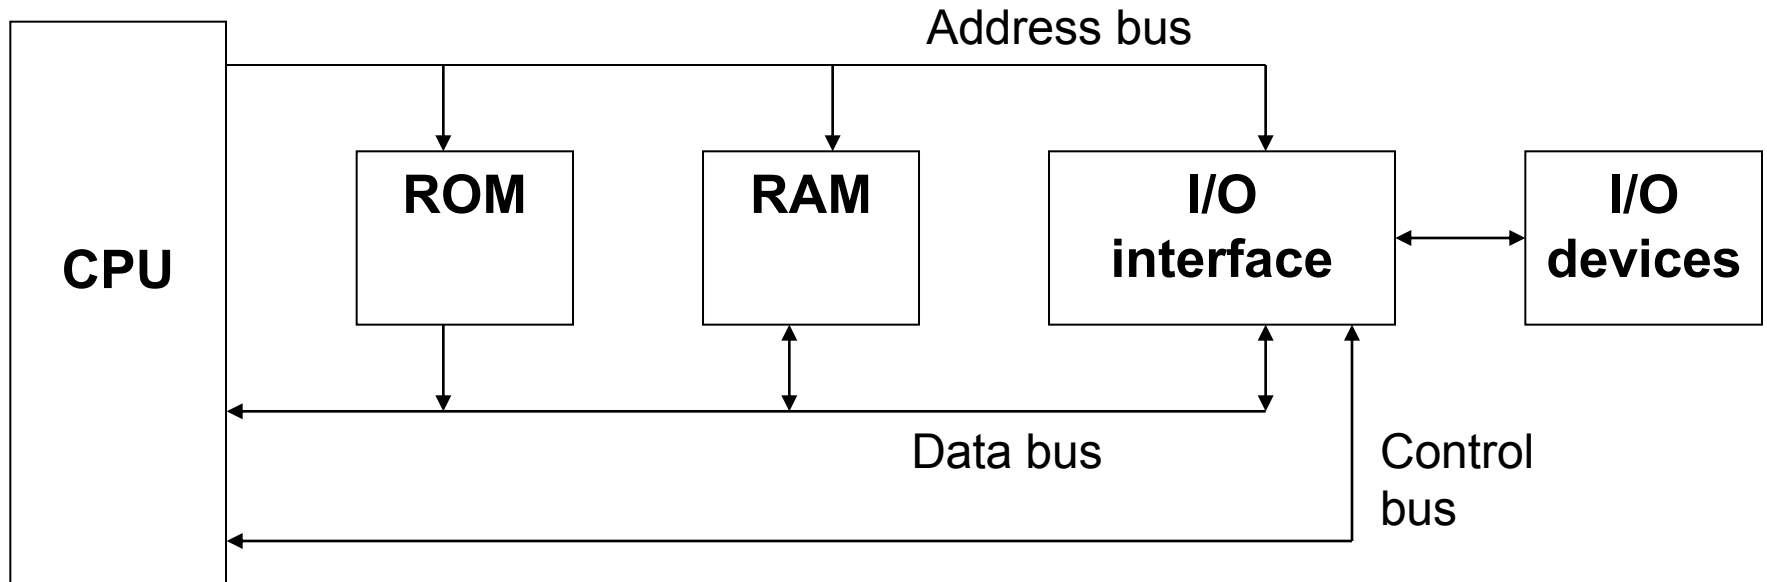 Address bus
CPU
ROM
RAM
I/O
interface
I/O
devices
Data bus
Control
bus